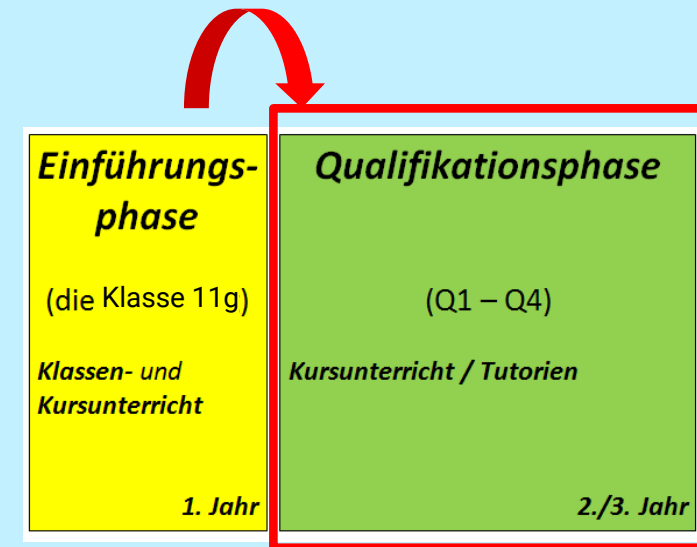 Einführungs-
phase
(die Klasse 11g)
Klassen- und
Kursunterricht
1. Jahr
Qualifikationsphase
(Q1 – Q4)
Kursunterricht / Tutorien
2./3. Jahr